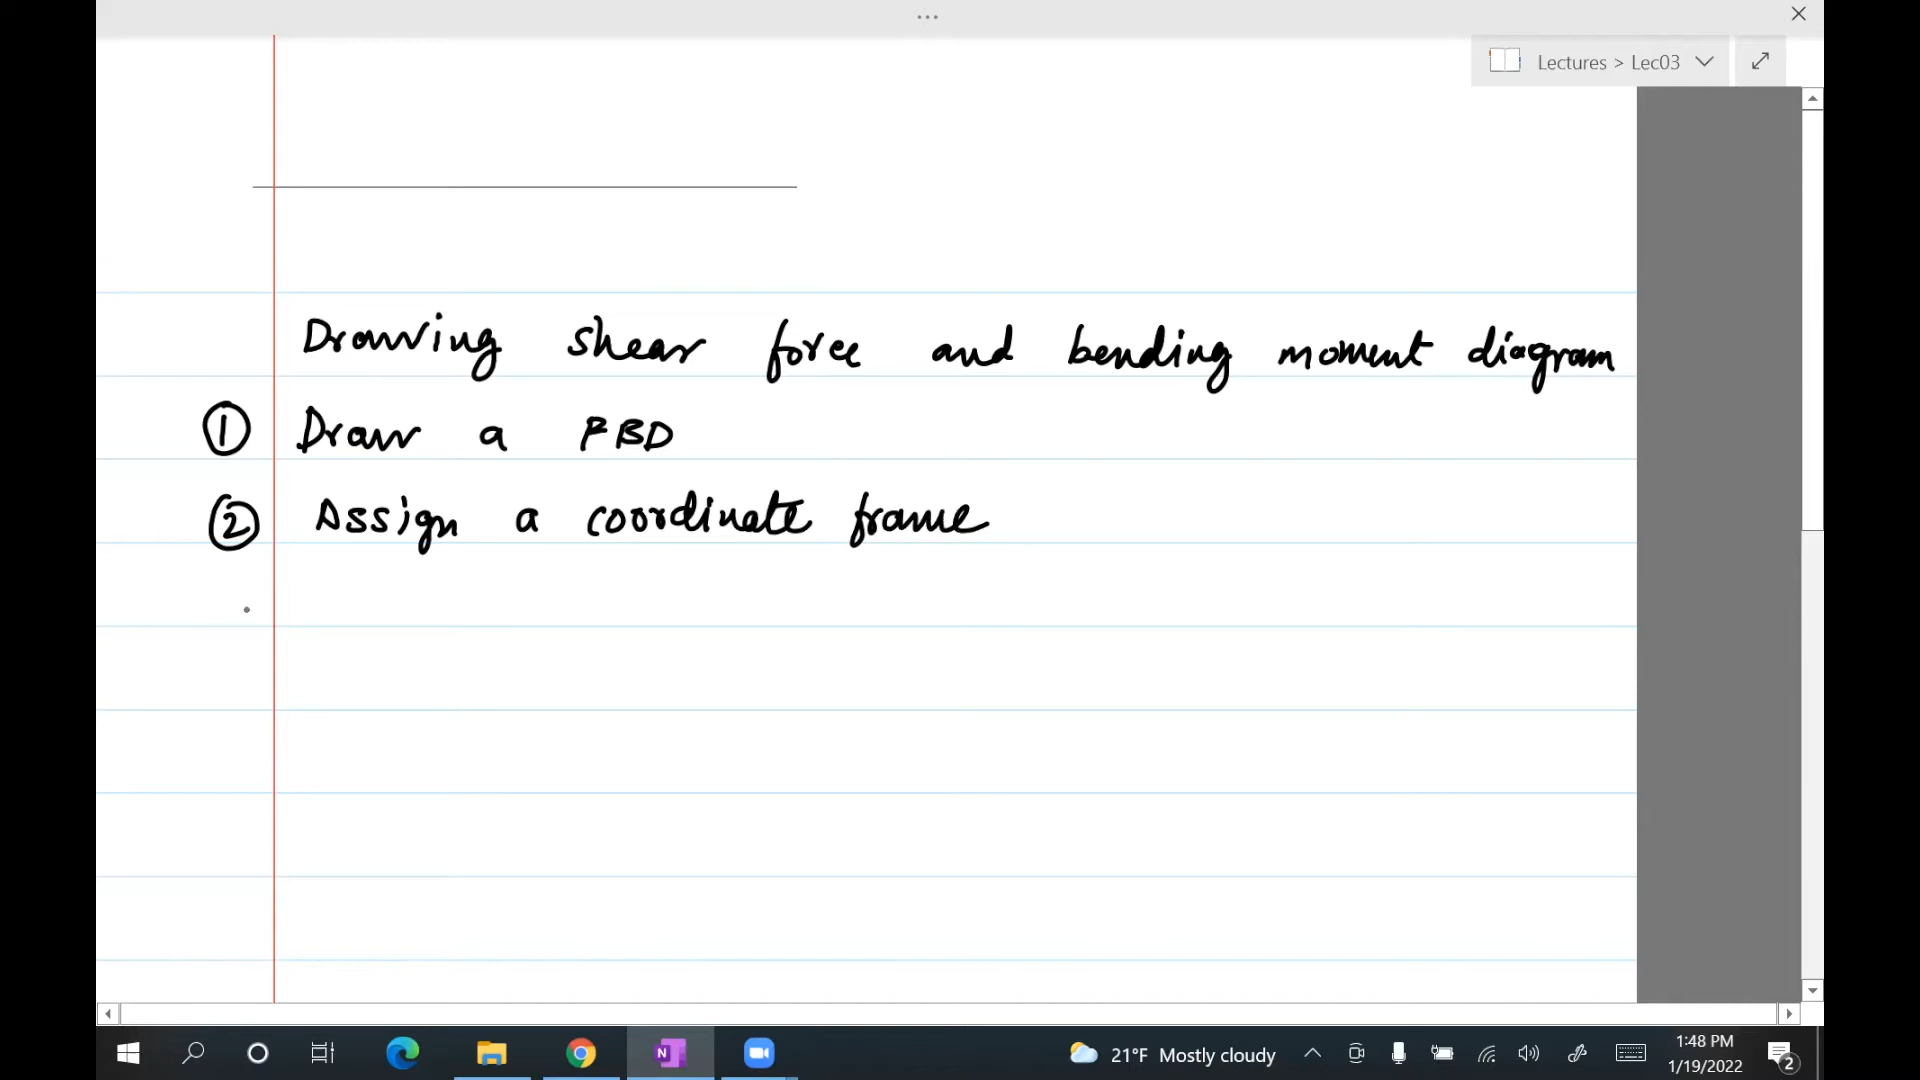 ...
Lectures > Lec03
Drawing shear force and bending moment diagram
① Draw a FBD
② Assign a coordinate frame
21°F Mostly cloudy
1:48 PM
1/19/2022
2